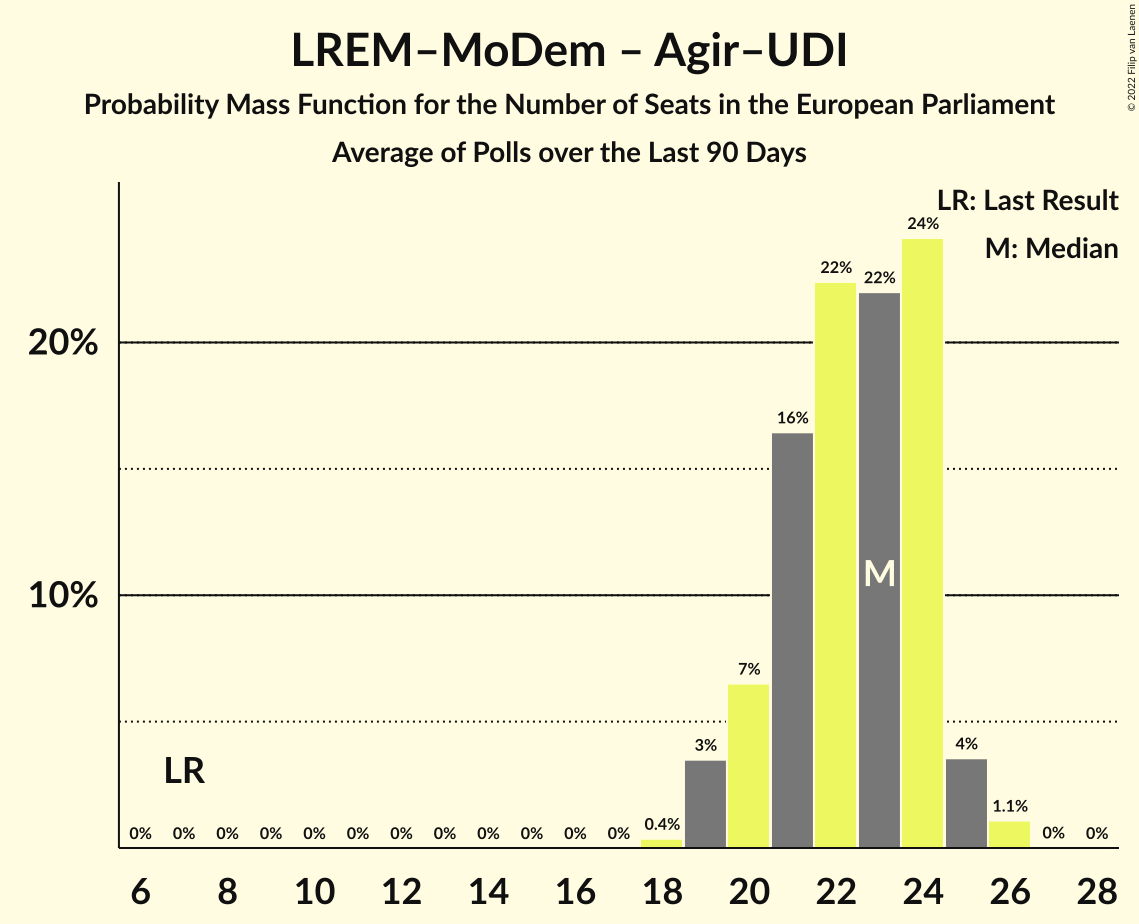 LREM–MoDem – Agir–UDI
Probability Mass Function for the Number of Seats in the European Parliament
Average of Polls over the Last 90 Days
© 2022 Filip van Laenen
LR: Last Result
M: Median
24%
22%
22%
20%
16%
M
10%
7%
3%
4%
LR
1.1%
0.4%
0% 0% 0% 0% 0% 0% 0% 0% 0% 0% 0% 0% 0% 0%
6 8 10 12 14 16 18 20 22 24 26 28